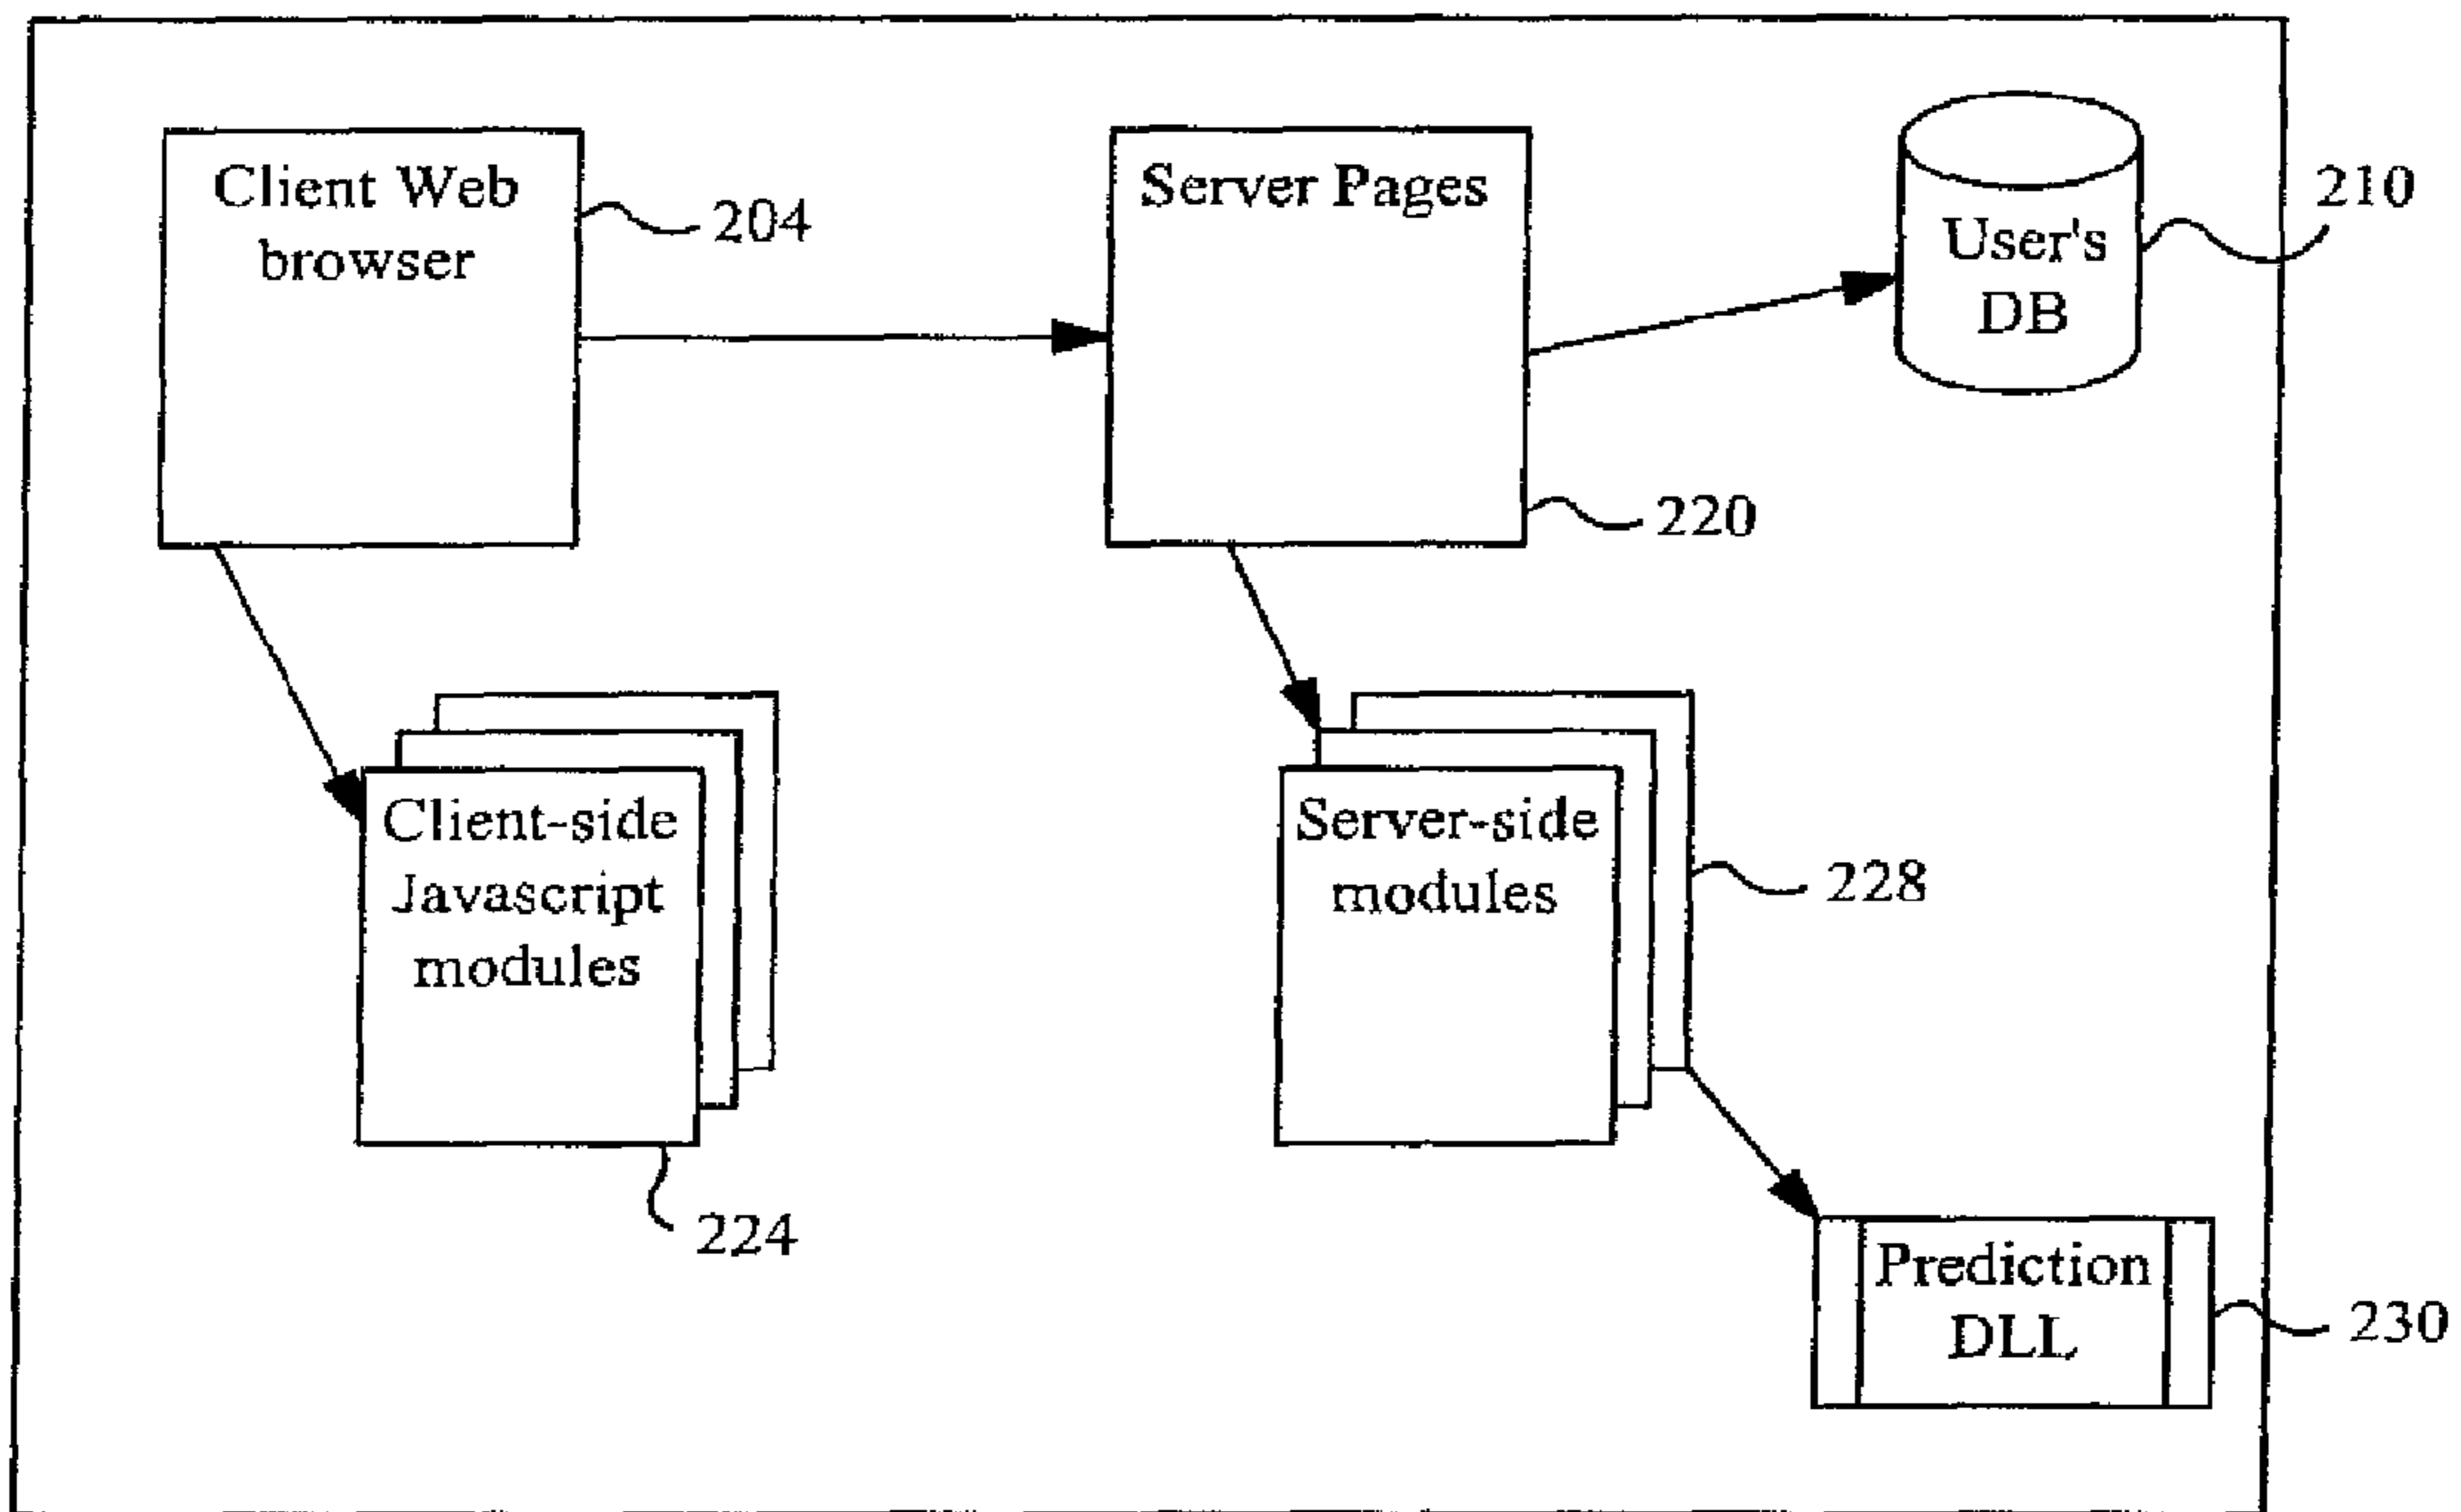 Client Web
browser
204
Server Pages
220
User's
DB
210
Client-side
Javascript
modules
224
Server-side
modules
228
Prediction
DLL
230